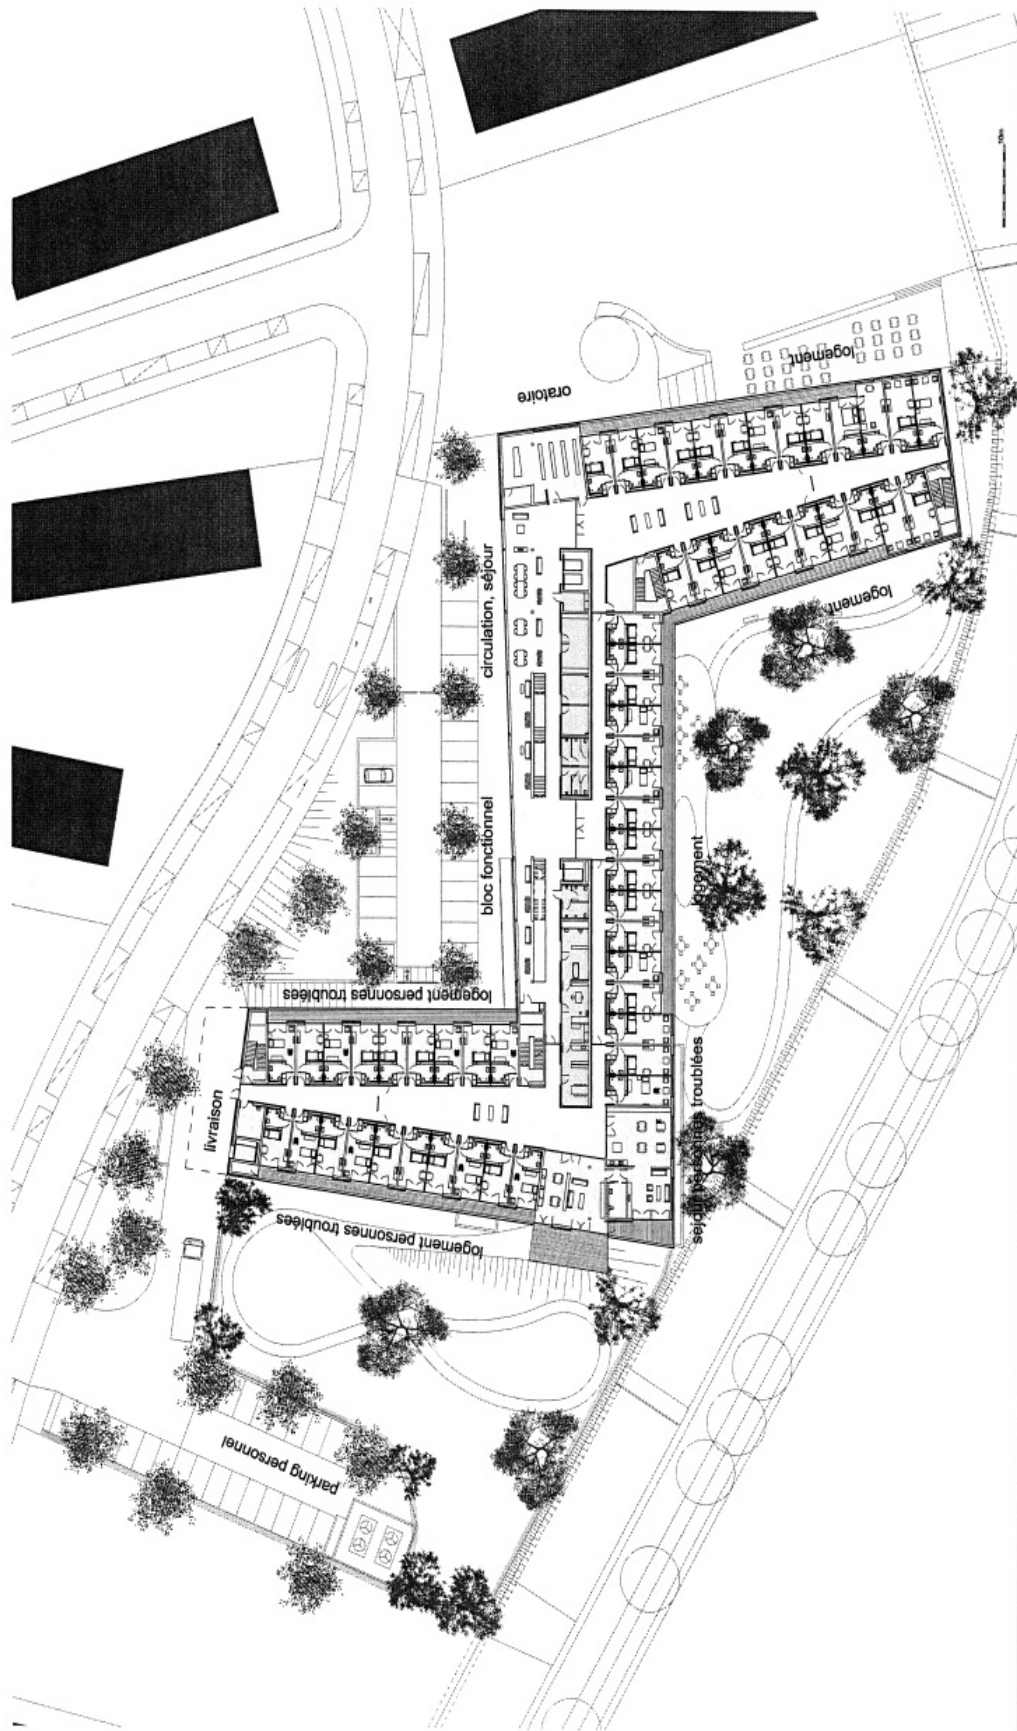 oratoire
logement
circulation, séjour
logement
bloc fonctionnel
logement
logement personnes troublées
séjour personnes troublées
livraison
logement personnes troublées
parking personnel
10m